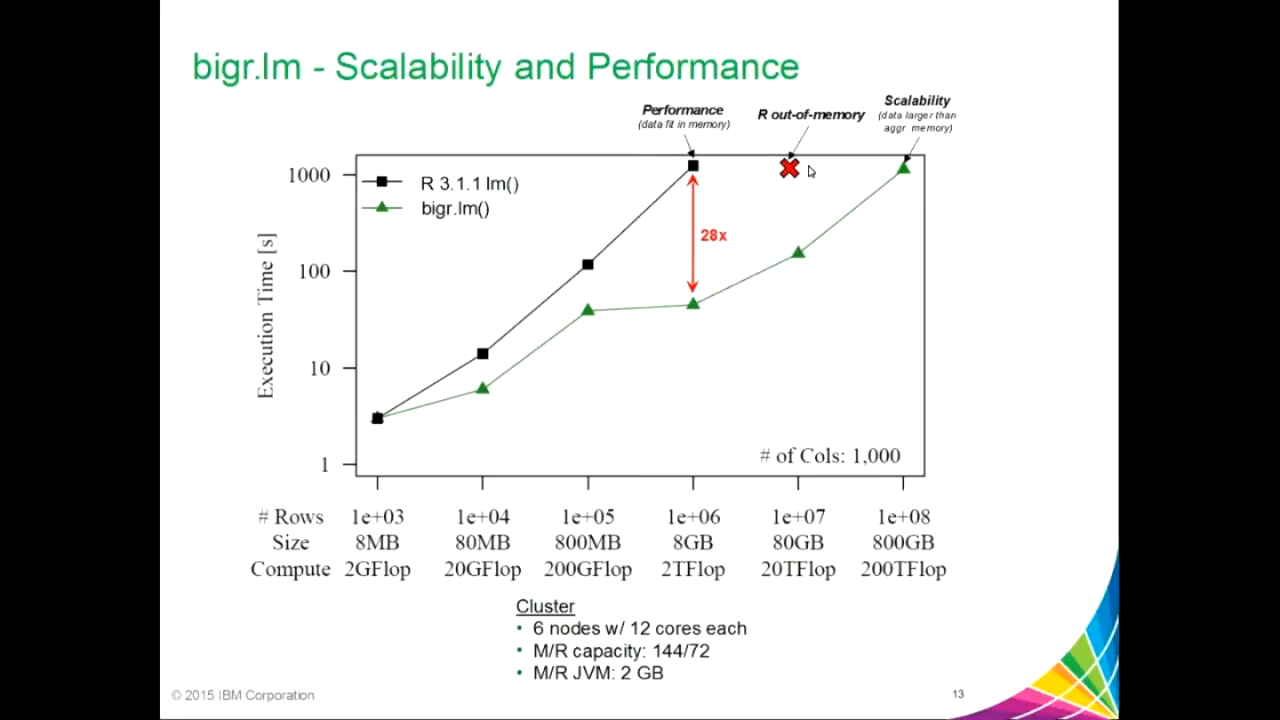 bigr.lm - Scalability and Performance
Performance
(data fit in memory)
R out-of-memory
Scalability
(data larger than
aggr. memory)
R 3.1.1 lm()
bigr.lm()
28x
Execution Time [s]
1000
100
10
1
# of Cols: 1,000
# Rows 1e+03 1e+04 1e+05 1e+06 1e+07 1e+08
Size 8MB 80MB 800MB 8GB 80GB 800GB
Compute 2GFlop 20GFlop 200GFlop 2TFlop 20TFlop 200TFlop
Cluster
• 6 nodes w/ 12 cores each
• M/R capacity: 144/72
• M/R JVM: 2 GB
© 2015 IBM Corporation
13